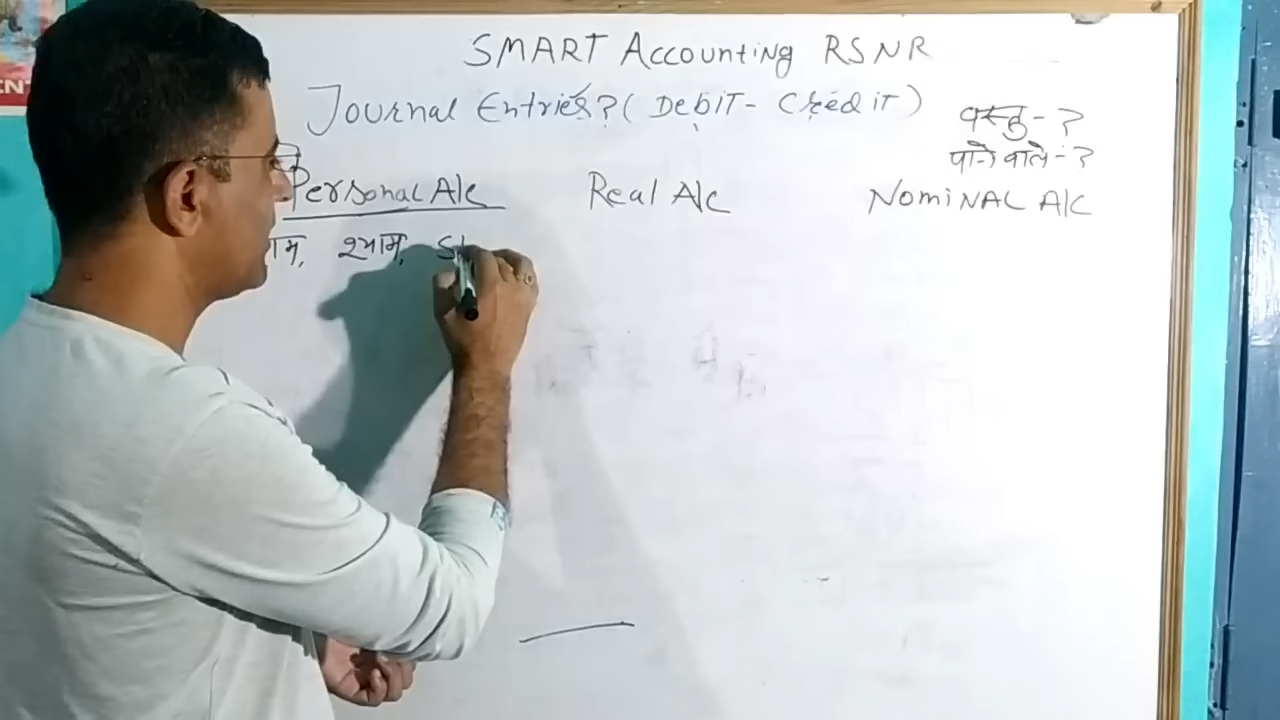 SMART Accounting RSNR
Journal Entries? (DEBIT - Credit)
वस्तु - ?
पाने वाले - ?
Personal A/c Real A/c NomiNAL A/c
श्याम,